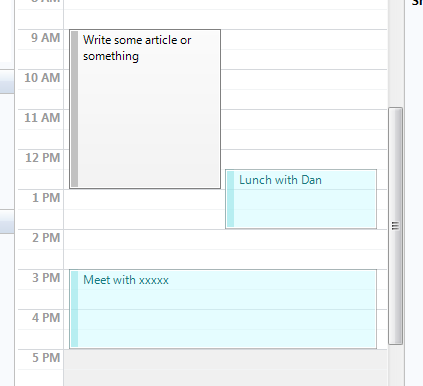 9 AM
Write some article or
something
10 AM
11 AM
12 PM
Lunch with Dan
1 PM
2 PM
3 PM
Meet with xxxxx
4 PM
5 PM